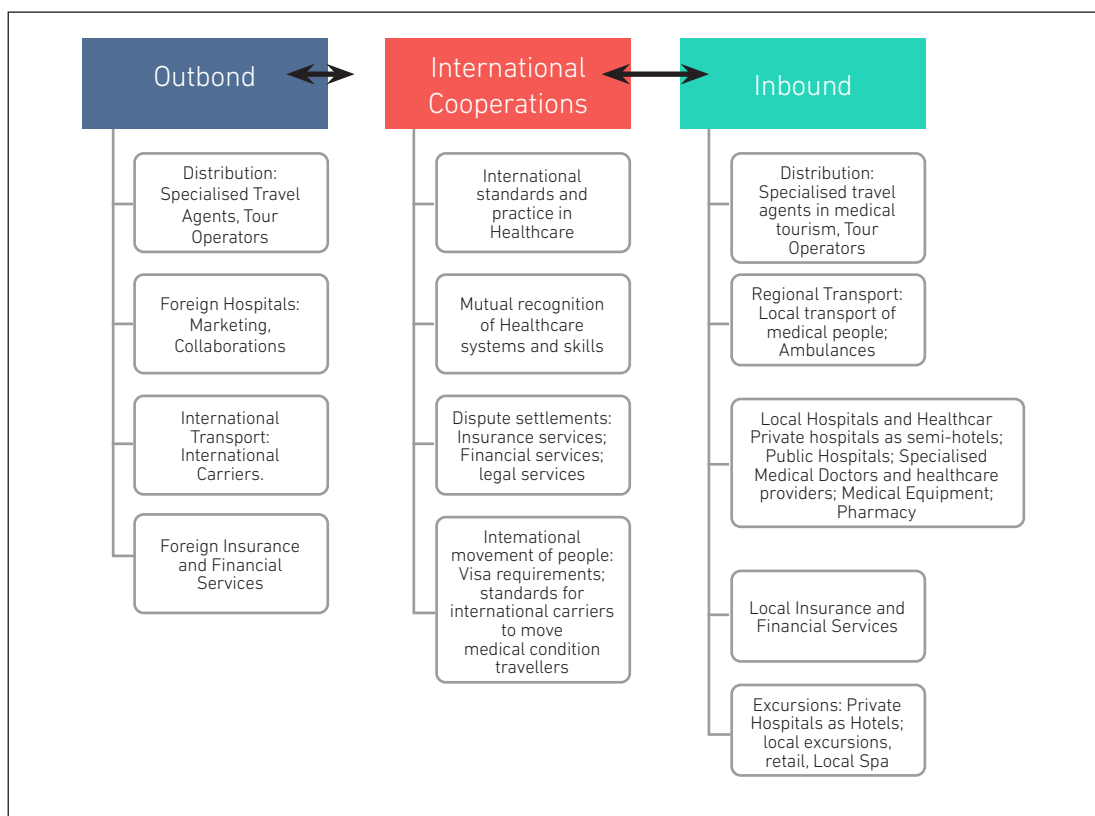 Outbond
International
Cooperations
Inbound
Distribution:
Specialised Travel
Agents, Tour
Operators
Foreign Hospitals:
Marketing,
Collaborations
International
Transport:
International
Carriers.
Foreign Insurance
and Financial
Services
International
standards and
practice in
Healthcare
Mutual recognition
of Healthcare
systems and skills
Dispute settlements:
Insurance services;
Financial services;
legal services
International
movement of people:
Visa requirements;
standards for
international carriers
to move
medical condition
travellers
Distribution:
Specialised travel
agents in medical
tourism, Tour
Operators
Regional Transport:
Local transport of
medical people;
Ambulances
Local Hospitals and Healthcar
Private hospitals as semi-hotels;
Public Hospitals; Specialised
Medical Doctors and healthcare
providers; Medical Equipment;
Pharmacy
Local Insurance and
Financial Services
Excursions: Private
Hospitals as Hotels;
local excursions,
retail, Local Spa